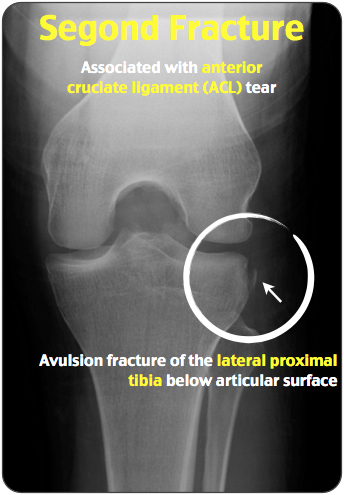 Segond Fracture
Associated with anterior
cruciate ligament (ACL) tear
Avulsion fracture of the lateral proximal
tibia below articular surface